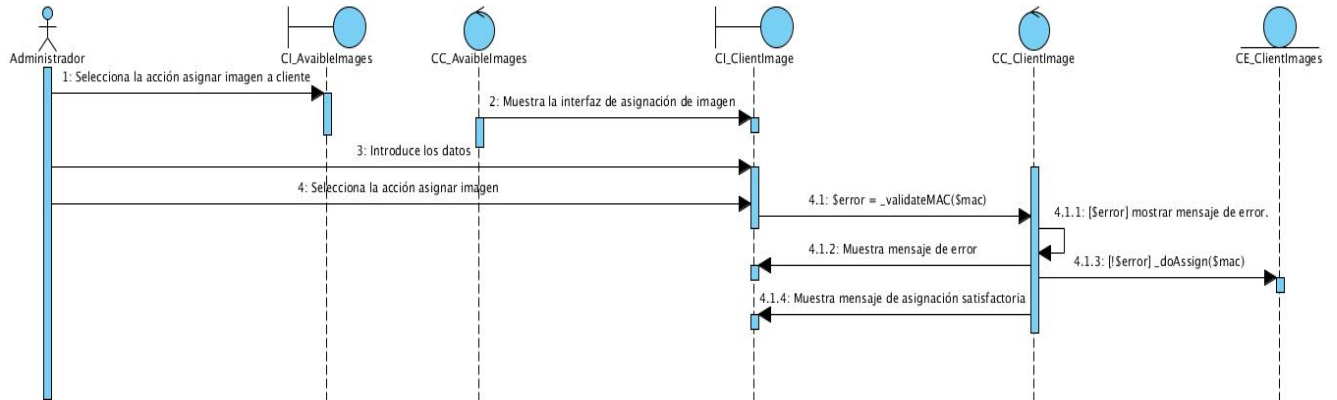 Administrador
CI_AvaibleImages
CC_AvaibleImages
CI_ClientImage
CC_ClientImage
CE_ClientImages
1: Selecciona la acción asignar imagen a cliente
2: Muestra la interfaz de asignación de imagen
3: Introduce los datos
4: Selecciona la acción asignar imagen
4.1: $error = _validateMAC($mac)
4.1.1: [$error] mostrar mensaje de error.
4.1.2: Muestra mensaje de error
4.1.3: [!$error] _doAssign($mac)
4.1.4: Muestra mensaje de asignación satisfactoria